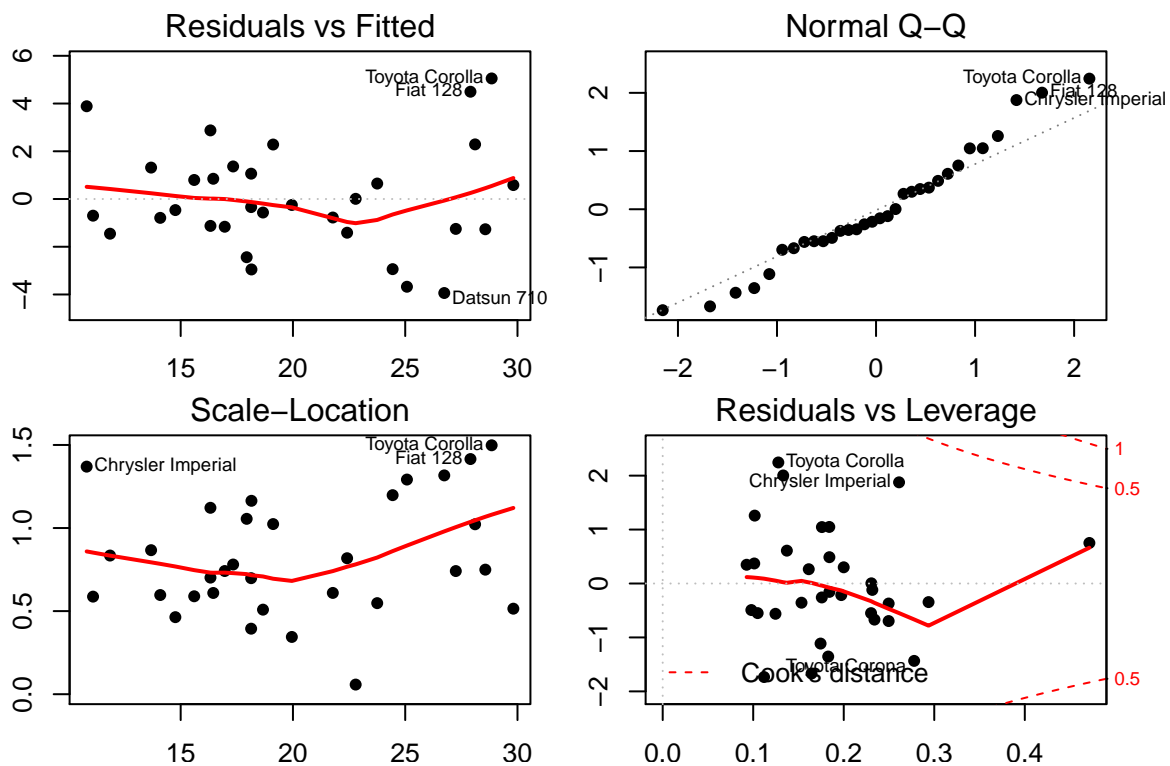 Residuals vs Fitted
6
4
2
0
−4
15
20
25
30
Toyota Corolla
Fiat 128
Datsun 710
Normal Q−Q
2
1
0
−1
−2
−1
0
1
2
Toyota Corolla
Fiat 128
Chrysler Imperial
Scale−Location
1.5
1.0
0.5
0.0
15
20
25
30
Toyota Corolla
Fiat 128
Chrysler Imperial
Residuals vs Leverage
2
1
0
−1
−2
0.0
0.1
0.2
0.3
0.4
Toyota Corolla
Chrysler Imperial
Toyota Corona
Cook's distance
1
0.5
0.5